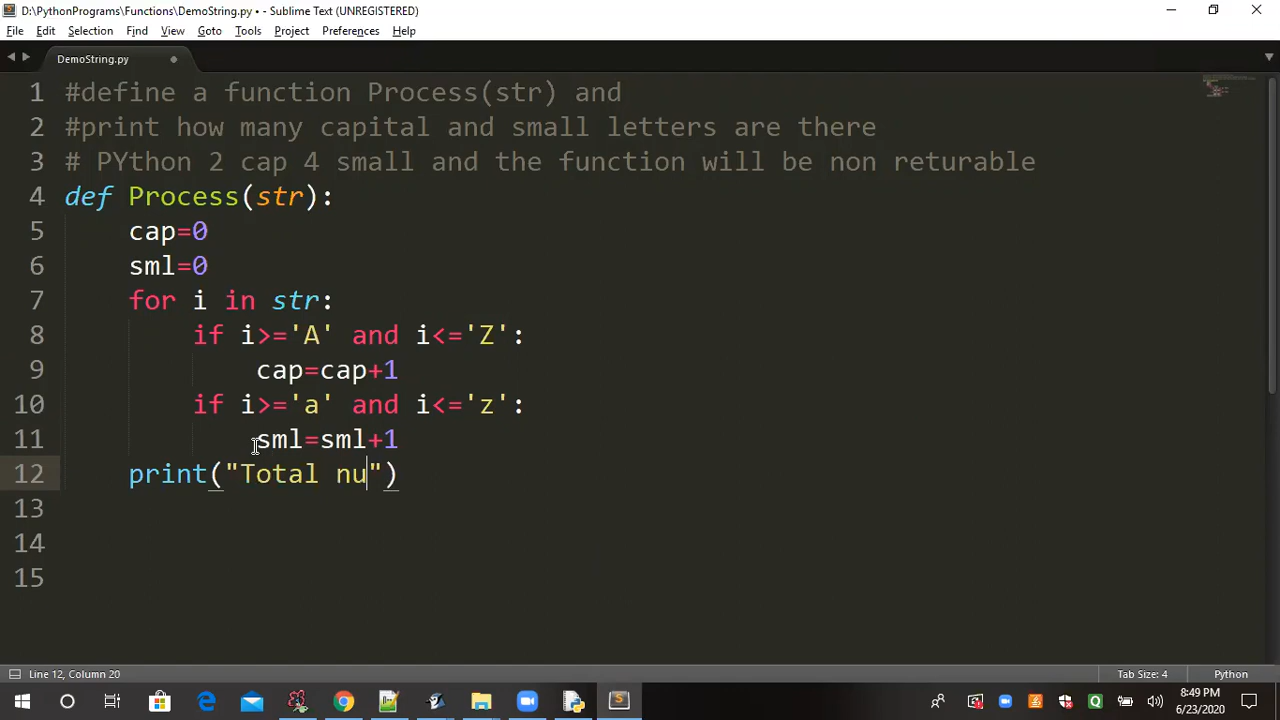 D:\PythonPrograms\Functions\DemoString.py • - Sublime Text (UNREGISTERED)
File Edit Selection Find View Goto Tools Project Preferences Help
DemoString.py
1 #define a function Process(str) and
2 #print how many capital and small letters are there
3 # PYthon 2 cap 4 small and the function will be non returable
4 def Process(str):
5 cap=0
6 sml=0
7 for i in str:
8 if i>='A' and i<='Z':
9 cap=cap+1
10 if i>='a' and i<='z':
11 sml=sml+1
12 print("Total nu")
13
14
15
Line 12, Column 20 Tab Size: 4 Python
8:49 PM
6/23/2020